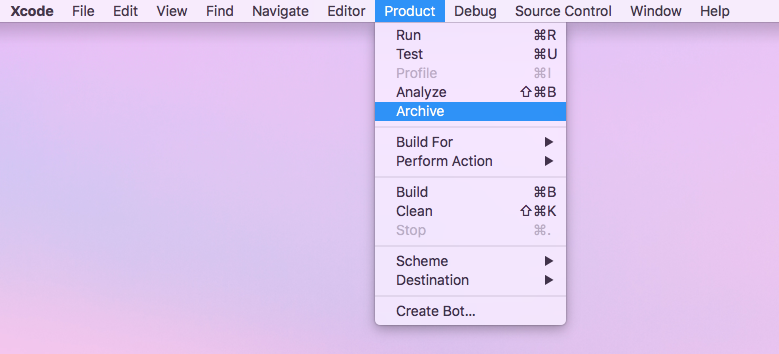 Xcode File Edit View Find Navigate Editor Product Debug Source Control Window Help
Run ⌘R
Test ⌘U
Profile ⌘I
Analyze ⇧⌘B
Archive
Build For ▶
Perform Action ▶
Build ⌘B
Clean ⇧⌘K
Stop ⌘.
Scheme ▶
Destination ▶
Create Bot...